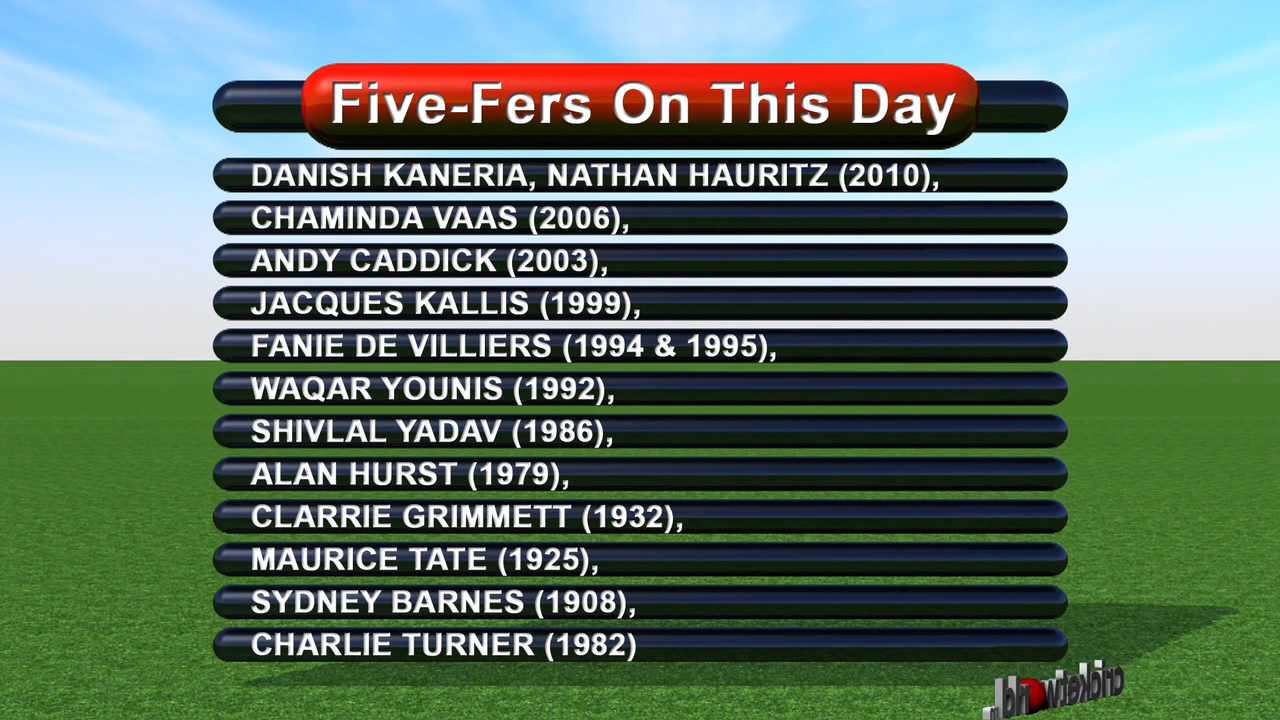 Five-Fers On This Day
DANISH KANERIA, NATHAN HAURITZ (2010),
CHAMINDA VAAS (2006),
ANDY CADDICK (2003),
JACQUES KALLIS (1999),
FANIE DE VILLIERS (1994 & 1995),
WAQAR YOUNIS (1992),
SHIVLAL YADAV (1986),
ALAN HURST (1979),
CLARRIE GRIMMETT (1932),
MAURICE TATE (1925),
SYDNEY BARNES (1908),
CHARLIE TURNER (1982)